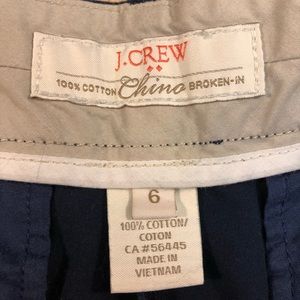 J.CREW
100% COTTON Chino BROKEN-IN
6
100% COTTON/
COTON
CA #56445
MADE IN
VIETNAM